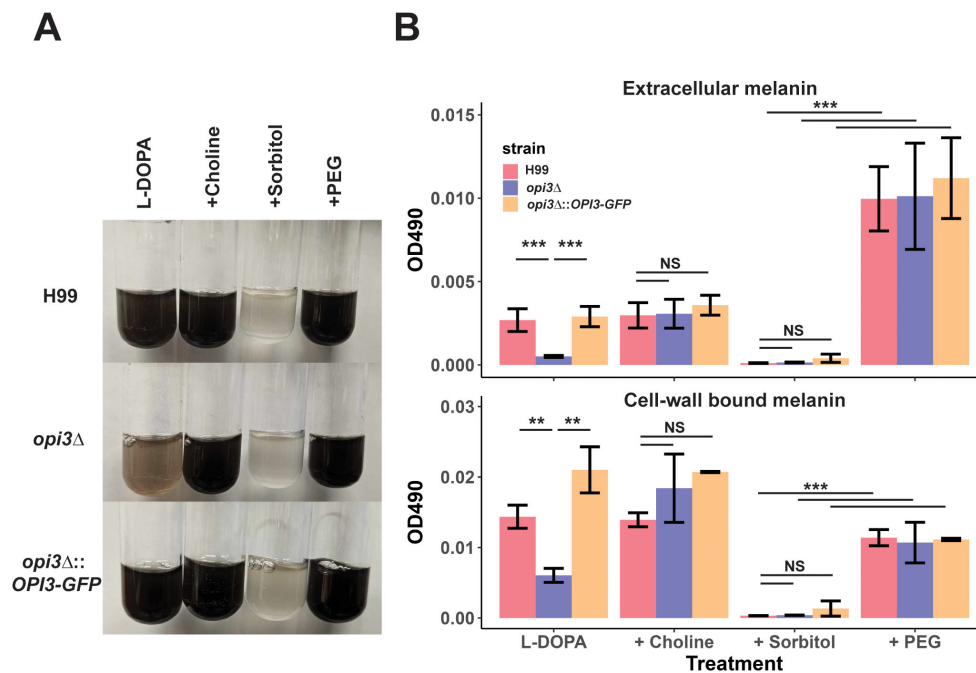 A
L-DOPA
+Choline
+Sorbitol
+PEG
H99
opi3Δ
opi3Δ::
OPI3-GFP
B
Extracellular melanin
0.015
0.010
0.005
0.000
OD490
strain
H99
opi3Δ
opi3Δ::OPI3-GFP
*** ***
NS
NS
***
Cell-wall bound melanin
0.03
0.02
0.01
0.00
OD490
** **
NS
NS
***
L-DOPA + Choline + Sorbitol + PEG
Treatment